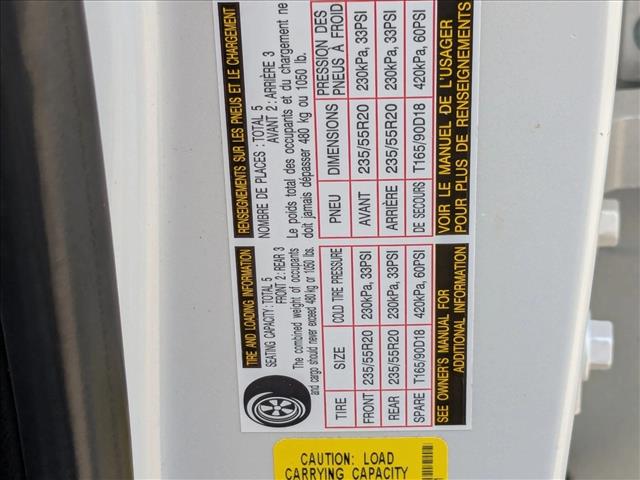 TIRE AND LOADING INFORMATION
SEATING CAPACITY: TOTAL 5
FRONT 2: REAR 3
The combined weight of occupants
and cargo should never exceed 480 kg or 1050 lbs.
TIRE SIZE COLD TIRE PRESSURE
FRONT 235/55R20 230kPa, 33PSI
REAR 235/55R20 230kPa, 33PSI
SPARE T165/90D18 420kPa, 60PSI
SEE OWNER'S MANUAL FOR
ADDITIONAL INFORMATION
RENSEIGNEMENTS SUR LES PNEUS ET LE CHARGEMENT
NOMBRE DE PLACES : TOTAL 5
AVANT 2: ARRIÈRE 3
Le poids total des occupants et du chargement ne
doit jamais dépasser 480 kg ou 1050 lb.
PNEU DIMENSIONS PRESSION DES PNEUS À FROID
AVANT 235/55R20 230kPa, 33PSI
ARRIÈRE 235/55R20 230kPa, 33PSI
DE SECOURS T165/90D18 420kPa, 60PSI
VOIR LE MANUEL DE L'USAGER
POUR PLUS DE RENSEIGNEMENTS
CAUTION: LOAD
CARRYING CAPACITY